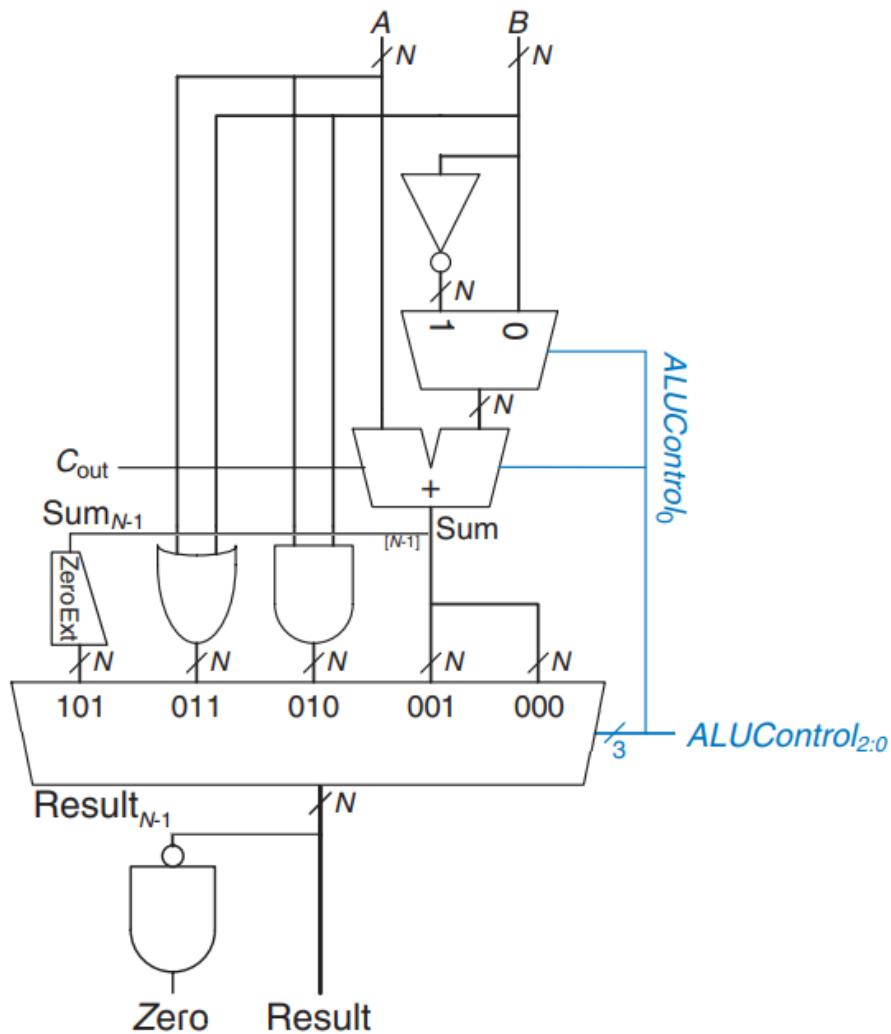 A B
N N
N
1 0
ALUControl0
N
Cout
+
SumN-1
[N-1]
Sum
ZeroExt
N N N N N
101 011 010 001 000
3
ALUControl2:0
ResultN-1
N
Zero Result